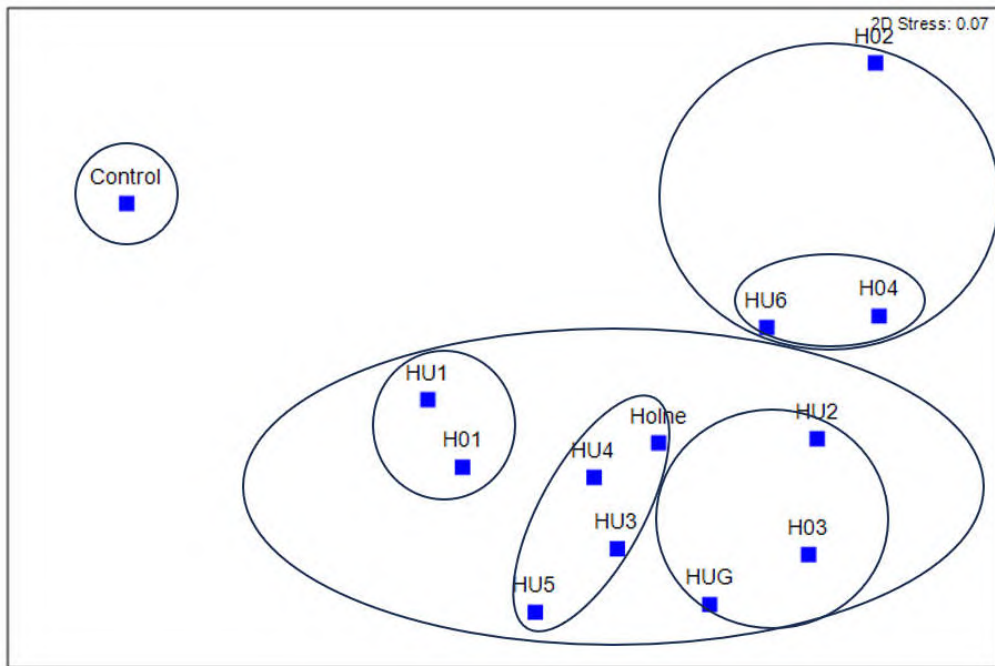 2D Stress: 0.07
H02
Control
HU6
H04
HU1
H01
Holne
HU4
HU2
HU3
H03
HU5
HUG